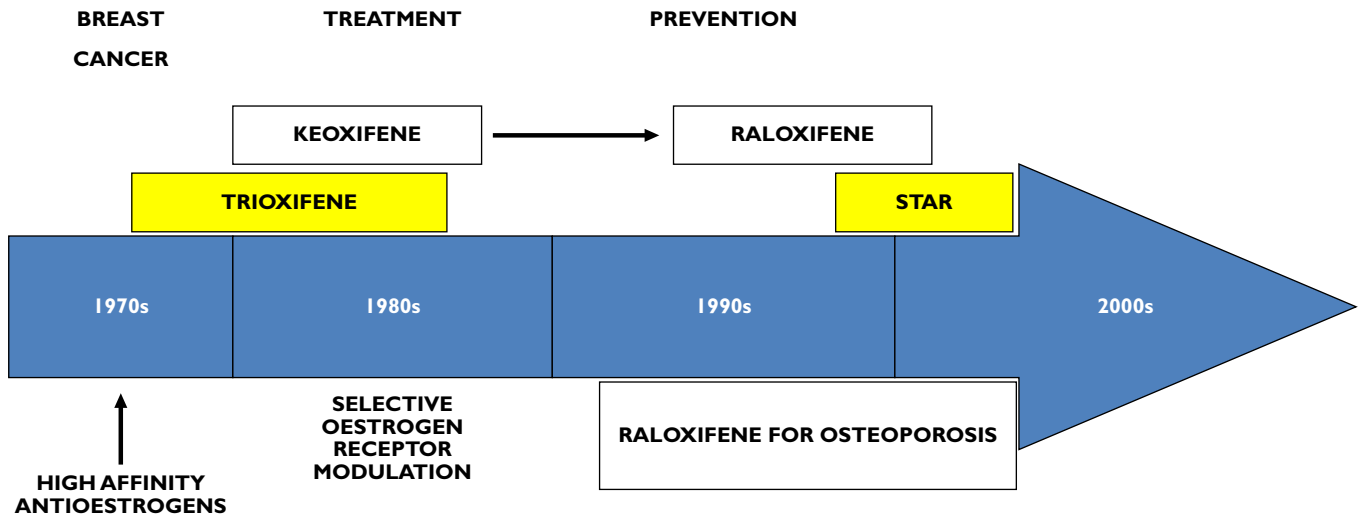 BREAST TREATMENT PREVENTION
CANCER
KEOXIFENE RALOXIFENE
TRIOXIFENE STAR
1970s 1980s 1990s 2000s
SELECTIVE
OESTROGEN
RECEPTOR
MODULATION
RALOXIFENE FOR OSTEOPOROSIS
HIGH AFFINITY
ANTIOESTROGENS